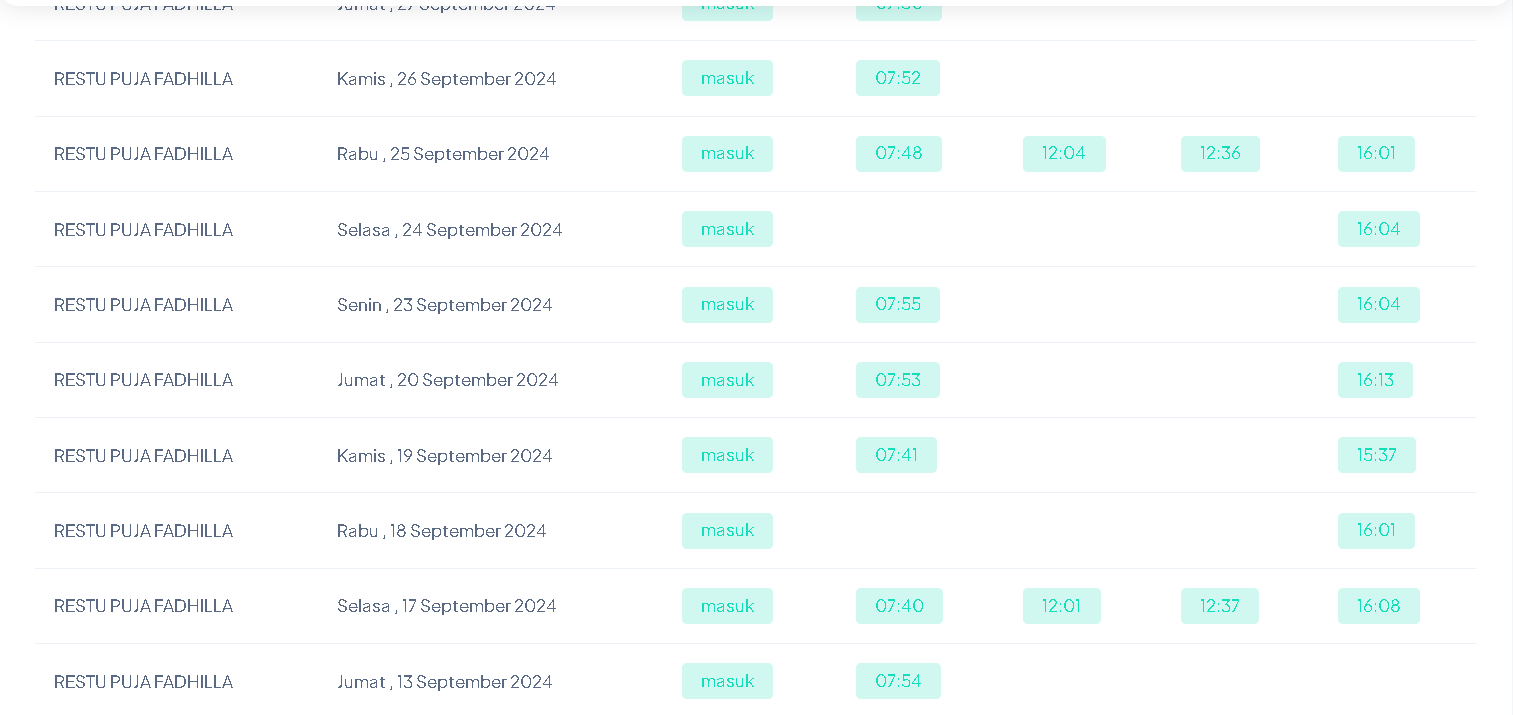 RESTU PUJA FADHILLA Jumat , 27 September 2024 masuk
RESTU PUJA FADHILLA Kamis , 26 September 2024 masuk 07:52
RESTU PUJA FADHILLA Rabu , 25 September 2024 masuk 07:48 12:04 12:36 16:01
RESTU PUJA FADHILLA Selasa , 24 September 2024 masuk 16:04
RESTU PUJA FADHILLA Senin , 23 September 2024 masuk 07:55 16:04
RESTU PUJA FADHILLA Jumat , 20 September 2024 masuk 07:53 16:13
RESTU PUJA FADHILLA Kamis , 19 September 2024 masuk 07:41 15:37
RESTU PUJA FADHILLA Rabu , 18 September 2024 masuk 16:01
RESTU PUJA FADHILLA Selasa , 17 September 2024 masuk 07:40 12:01 12:37 16:08
RESTU PUJA FADHILLA Jumat , 13 September 2024 masuk 07:54